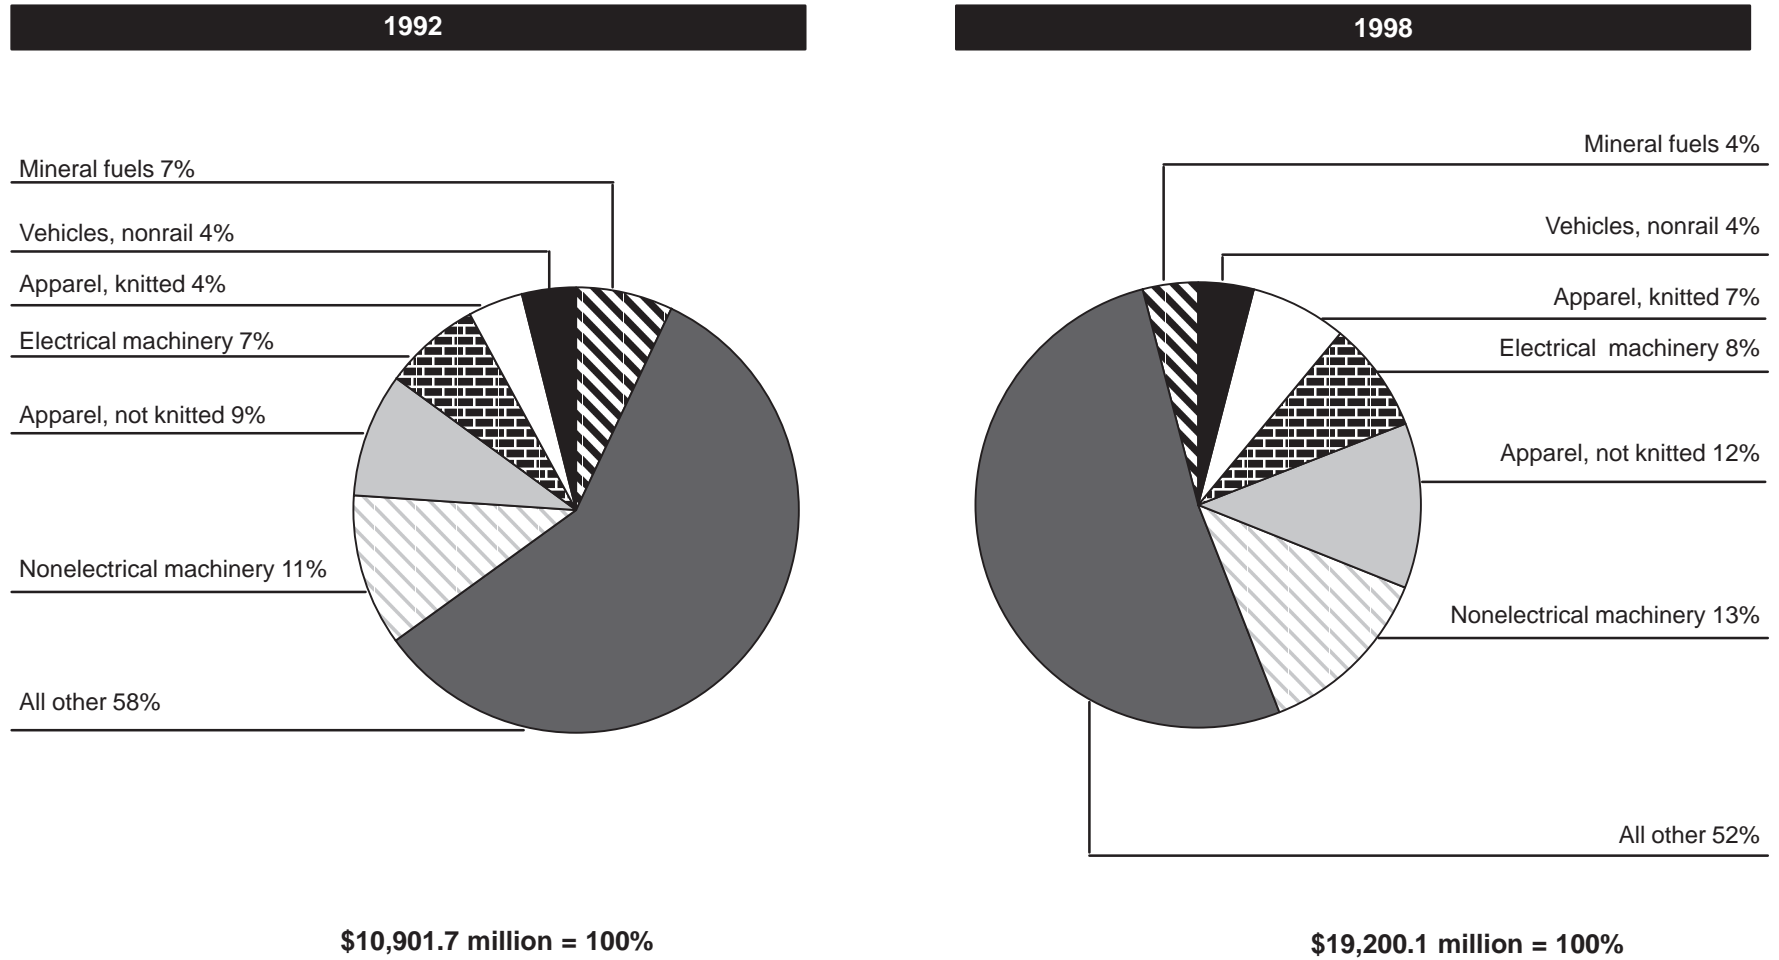 1992
Mineral fuels 7%
Vehicles, nonrail 4%
Apparel, knitted 4%
Electrical machinery 7%
Apparel, not knitted 9%
Nonelectrical machinery 11%
All other 58%
$10,901.7 million = 100%
1998
Mineral fuels 4%
Vehicles, nonrail 4%
Apparel, knitted 7%
Electrical machinery 8%
Apparel, not knitted 12%
Nonelectrical machinery 13%
All other 52%
$19,200.1 million = 100%